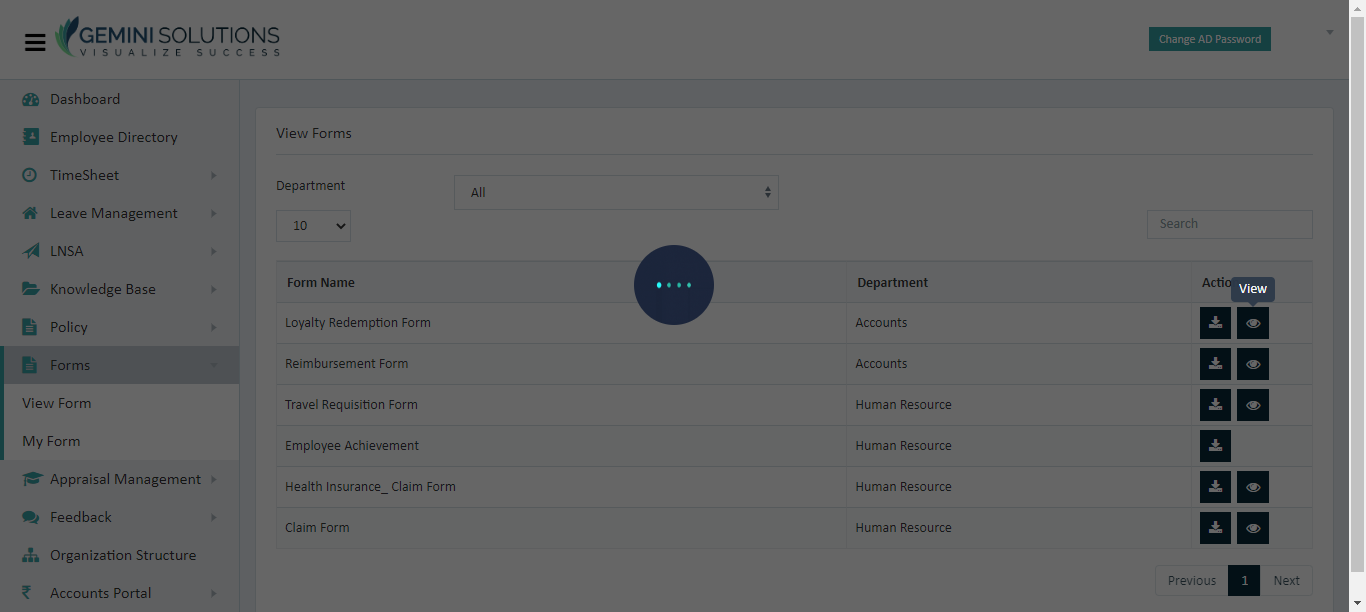 GEMINI SOLUTIONS
VISUALIZE SUCCESS
Change AD Password
Dashboard
Employee Directory
TimeSheet
Leave Management
LNSA
Knowledge Base
Policy
Forms
View Form
My Form
Appraisal Management
Feedback
Organization Structure
Accounts Portal
View Forms
Department All
10 Search
Form Name Department Actio
View
Loyalty Redemption Form Accounts
Reimbursement Form Accounts
Travel Requisition Form Human Resource
Employee Achievement Human Resource
Health Insurance_ Claim Form Human Resource
Claim Form Human Resource
Previous 1 Next